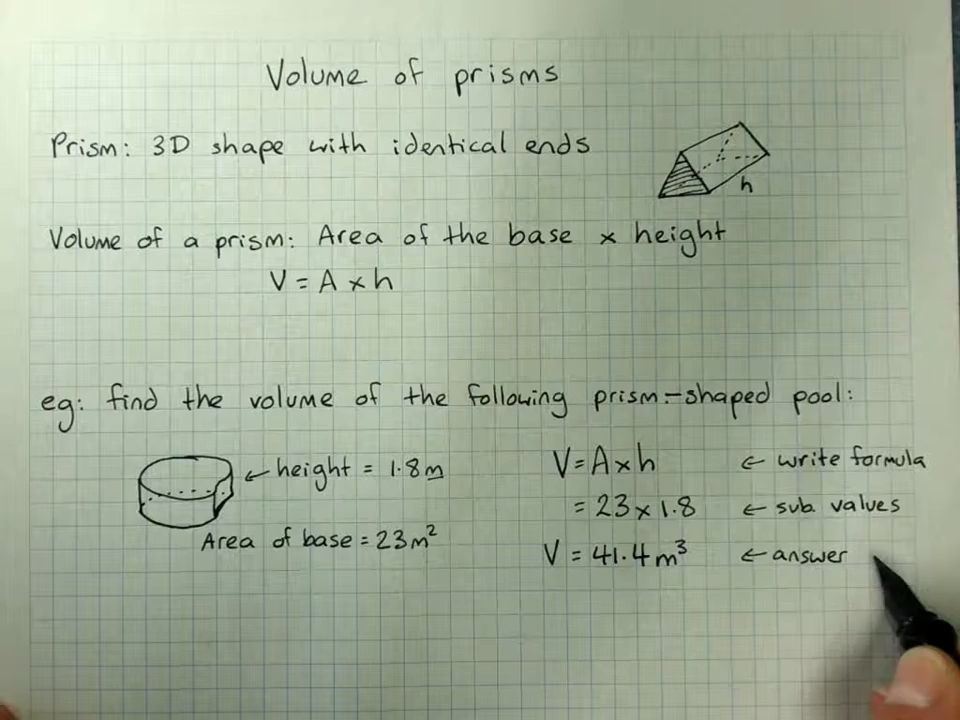 Volume of prisms
Prism: 3D shape with identical ends
h
Volume of a prism: Area of the base × height
V = A × h
eg: find the volume of the following prism-shaped pool:
← height = 1.8m
Area of base = 23m²
V = A × h ← write formula
= 23 × 1.8 ← sub values
V = 41.4m³ ← answer